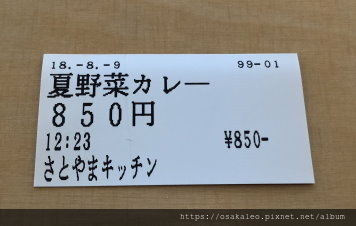 18.-8.-9 99-01
夏野菜カレー
850円
12:23 ¥850-
さとやまキッチン
https://osakaleo.pixnet.net/album